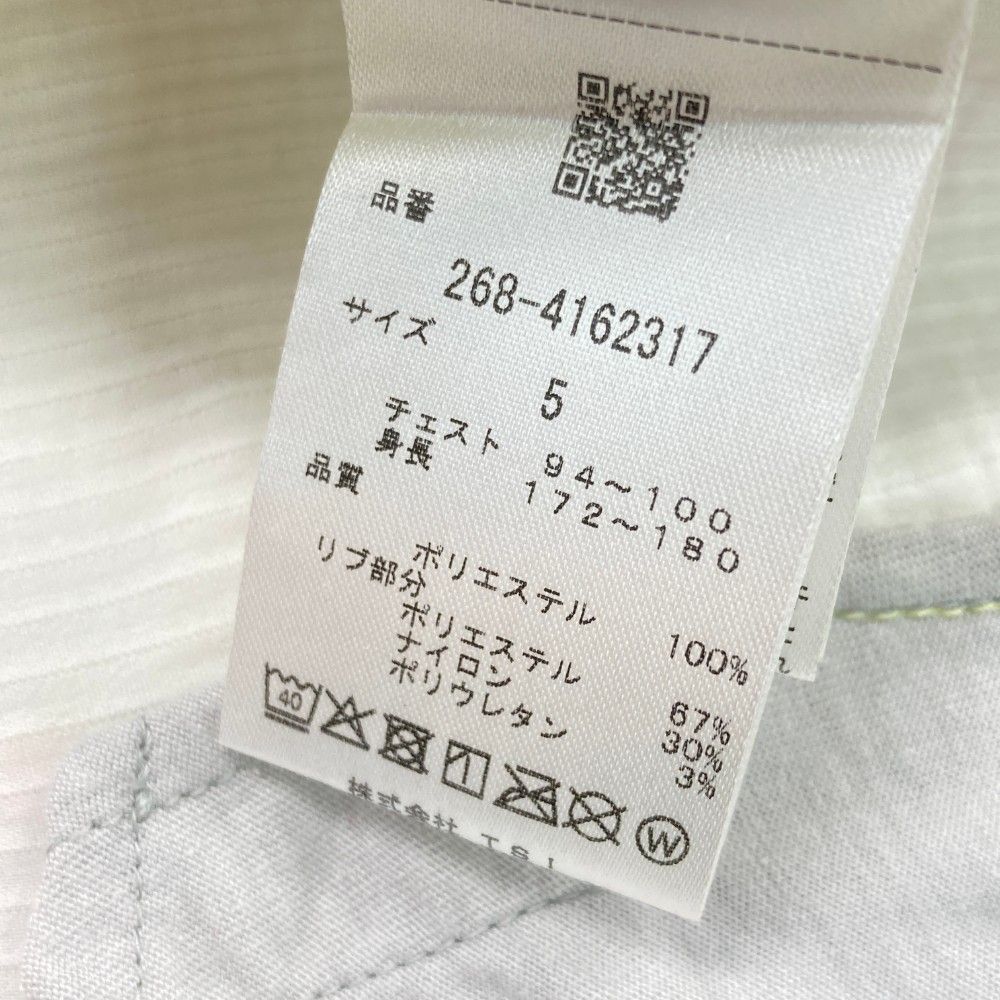 品番
268-4162317
サイズ
5
チェスト 94~100
身長 172~180
品質
ポリエステル 100%
リブ部分
ポリエステル 67%
ナイロン 30%
ポリウレタン 3%
40
W
株式会社 TSI